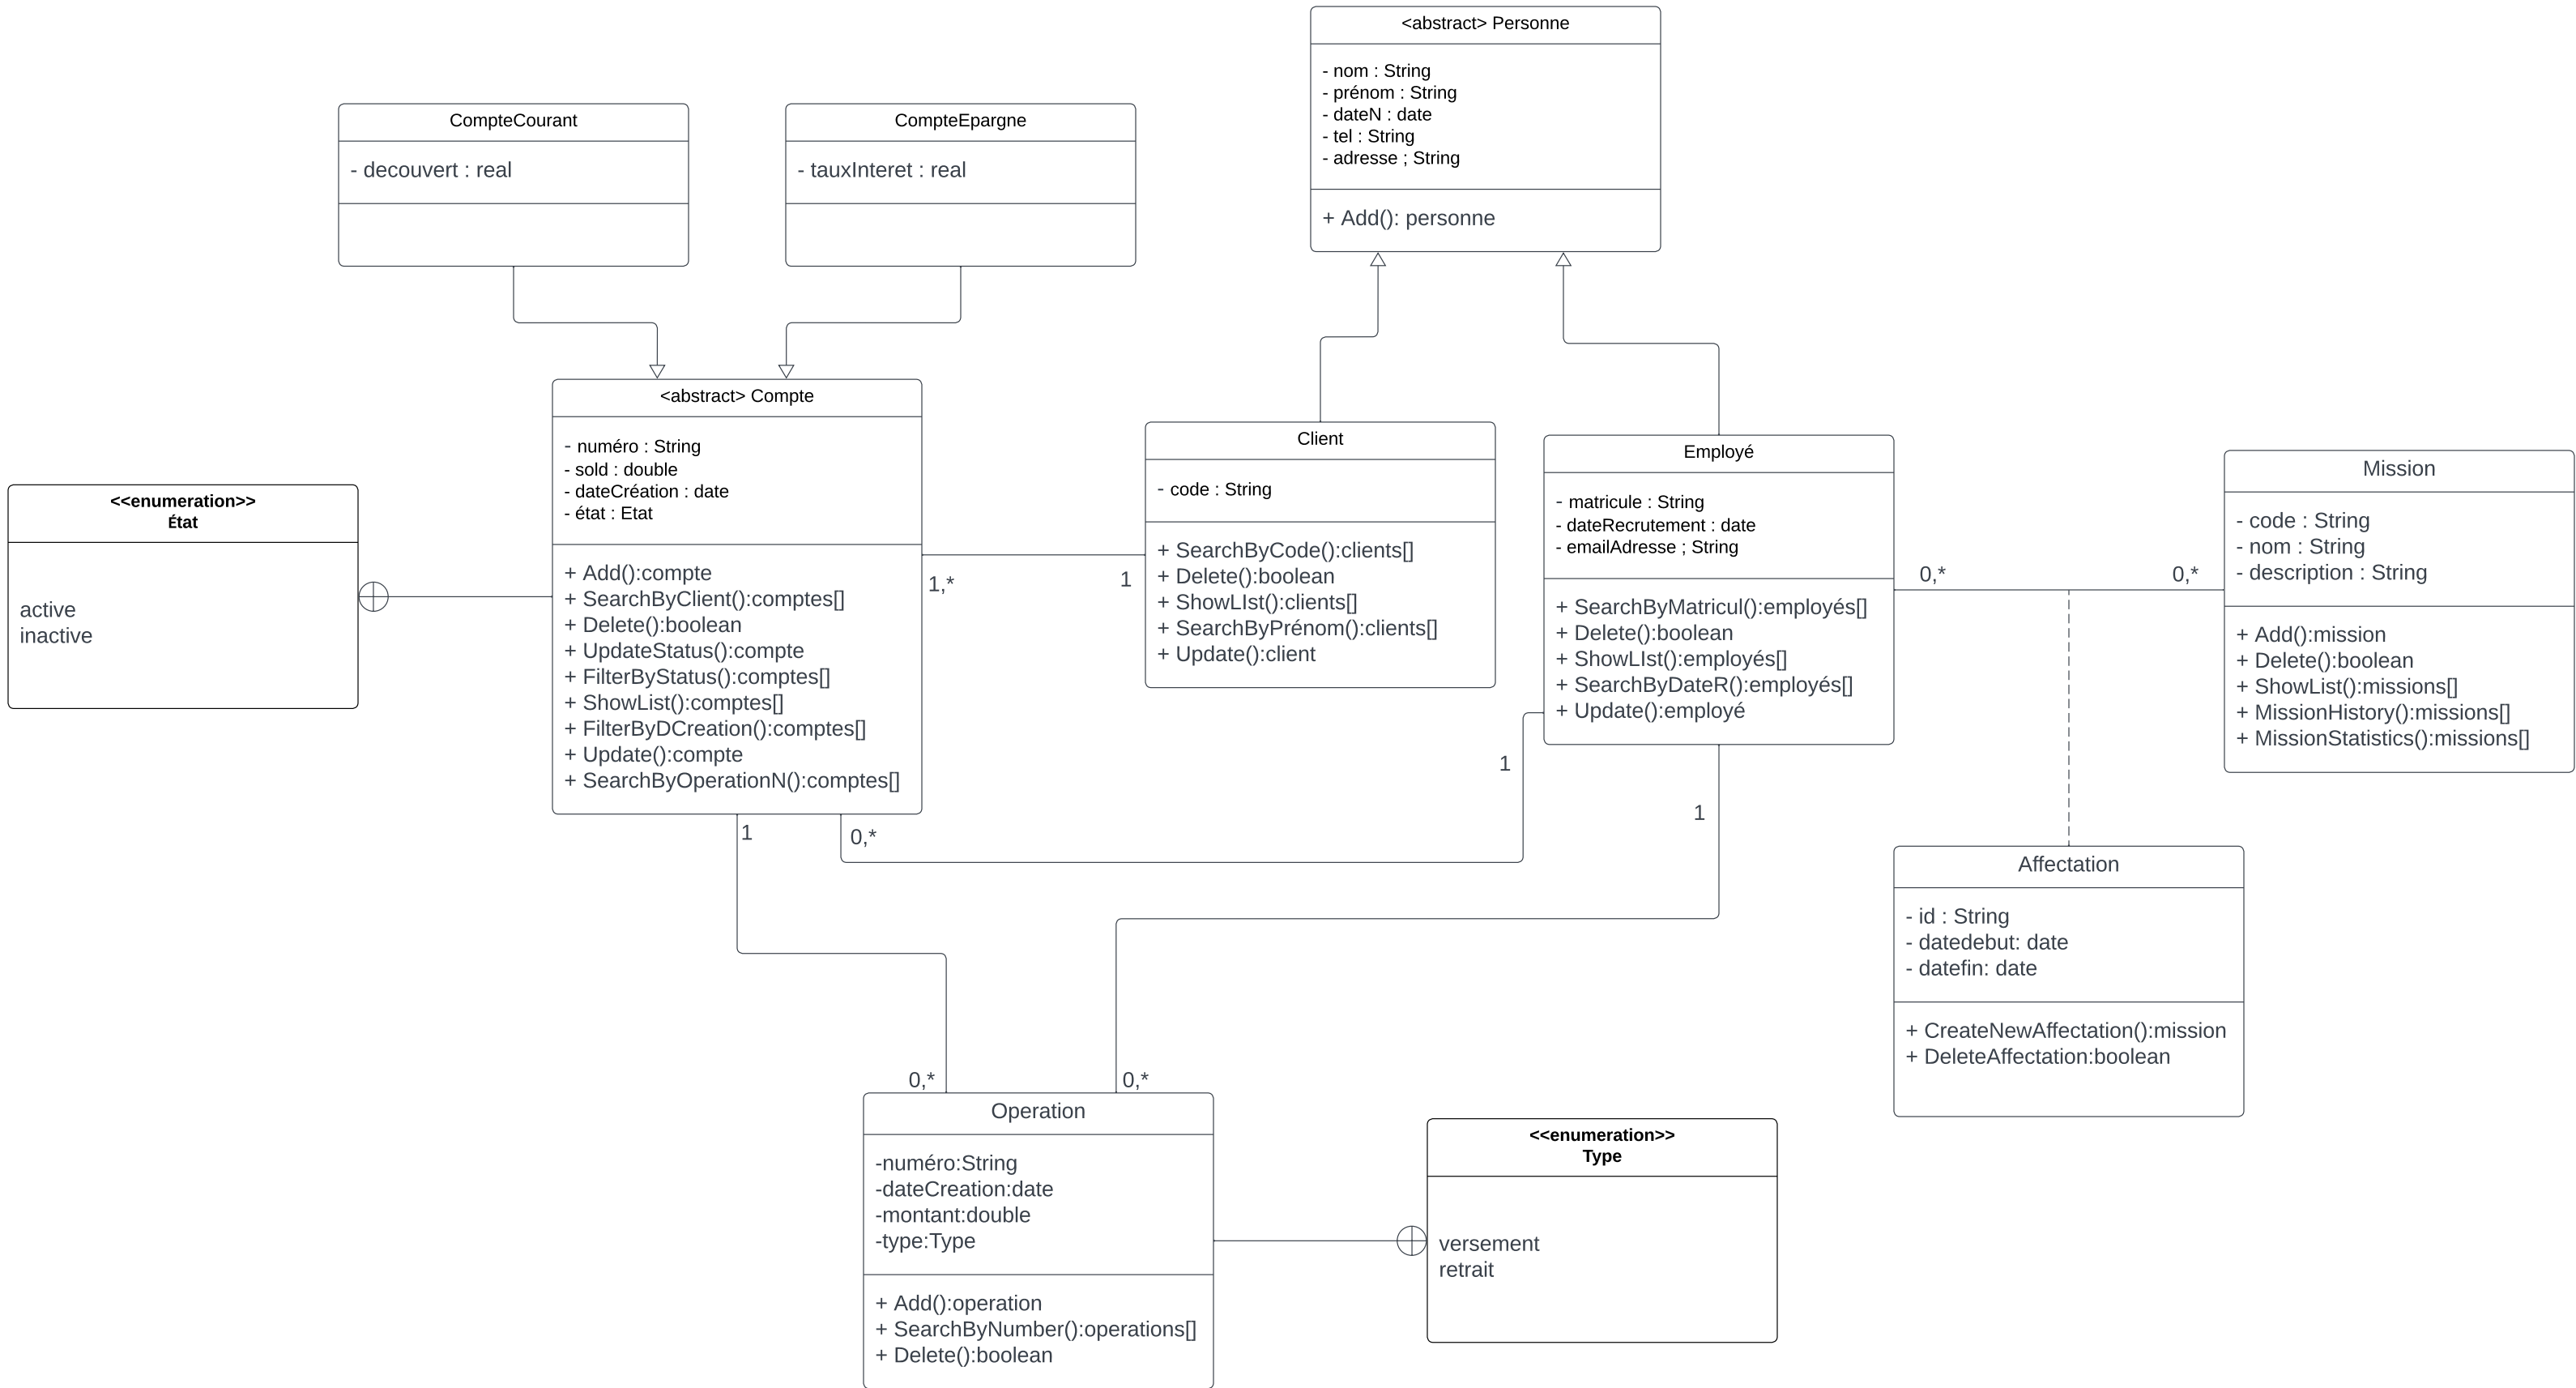 <abstract> Personne
- nom : String
- prénom : String
- dateN : date
- tel : String
- adresse ; String
+ Add(): personne
CompteCourant
- decouvert : real
CompteEpargne
- tauxInteret : real
<abstract> Compte
- numéro : String
- sold : double
- dateCréation : date
- état : Etat
+ Add():compte
+ SearchByClient():comptes[]
+ Delete():boolean
+ UpdateStatus():compte
+ FilterByStatus():comptes[]
+ ShowList():comptes[]
+ FilterByDCreation():comptes[]
+ Update():compte
+ SearchByOperationN():comptes[]
<<enumeration>>
État
active
inactive
1,*
1
Client
- code : String
+ SearchByCode():clients[]
+ Delete():boolean
+ ShowLIst():clients[]
+ SearchByPrénom():clients[]
+ Update():client
Employé
- matricule : String
- dateRecrutement : date
- emailAdresse ; String
+ SearchByMatricul():employés[]
+ Delete():boolean
+ ShowLIst():employés[]
+ SearchByDateR():employés[]
+ Update():employé
0,*
0,*
Mission
- code : String
- nom : String
- description : String
+ Add():mission
+ Delete():boolean
+ ShowList():missions[]
+ MissionHistory():missions[]
+ MissionStatistics():missions[]
1
1
1
0,*
Affectation
- id : String
- datedebut: date
- datefin: date
+ CreateNewAffectation():mission
+ DeleteAffectation:boolean
0,*
0,*
Operation
-numéro:String
-dateCreation:date
-montant:double
-type:Type
+ Add():operation
+ SearchByNumber():operations[]
+ Delete():boolean
<<enumeration>>
Type
versement
retrait